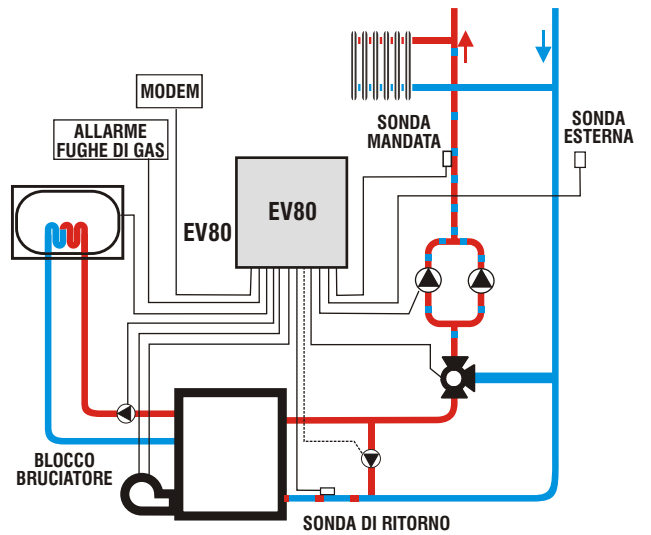 MODEM
ALLARME
FUGHE DI GAS
SONDA
MANDATA
SONDA
ESTERNA
EV80
EV80
BLOCCO
BRUCIATORE
SONDA DI RITORNO